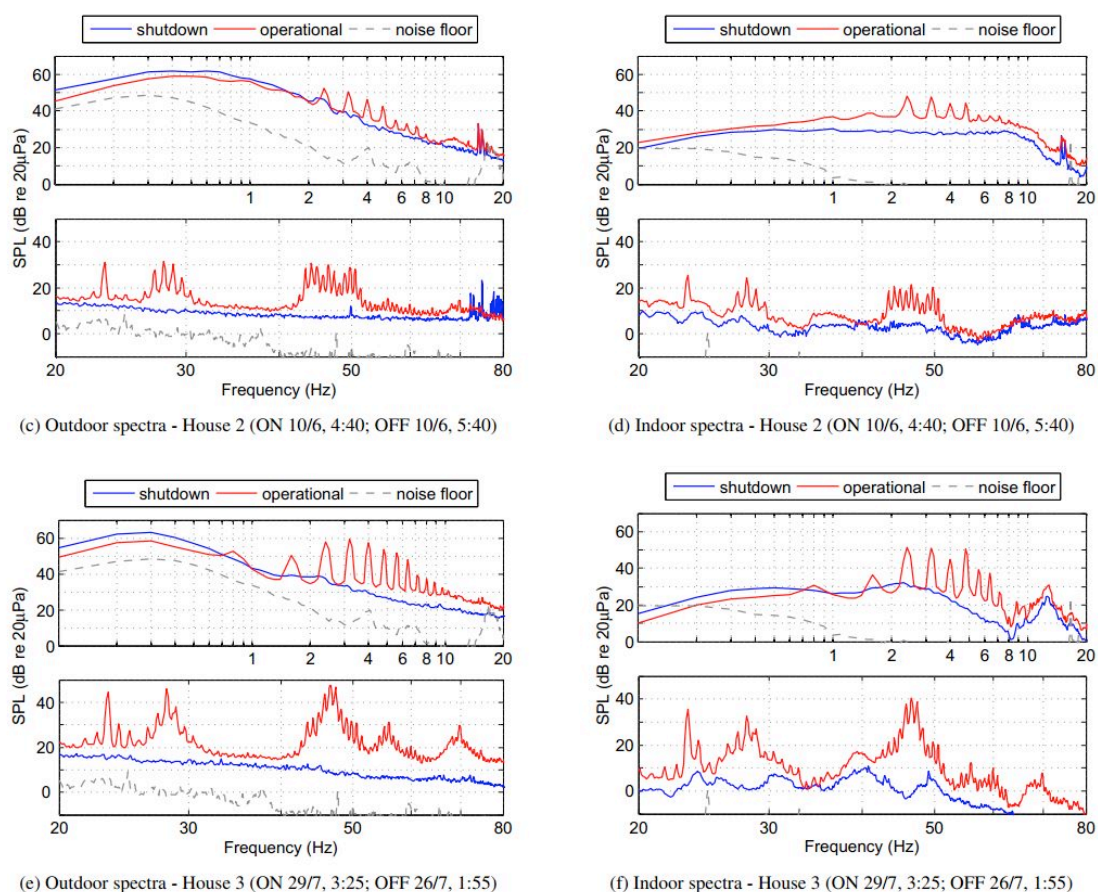 shutdown operational noise floor
shutdown operational noise floor
SPL (dB re 20µPa)
60
40
20
0
1 2 4 6 8 10 20
40
20
0
20 30 50 80
Frequency (Hz)
(c) Outdoor spectra - House 2 (ON 10/6, 4:40; OFF 10/6, 5:40)
SPL (dB re 20µPa)
60
40
20
0
1 2 4 6 8 10 20
40
20
0
20 30 50 80
Frequency (Hz)
(d) Indoor spectra - House 2 (ON 10/6, 4:40; OFF 10/6, 5:40)
shutdown operational noise floor
shutdown operational noise floor
SPL (dB re 20µPa)
60
40
20
0
1 2 4 6 8 10 20
40
20
0
20 30 50 80
Frequency (Hz)
(e) Outdoor spectra - House 3 (ON 29/7, 3:25; OFF 26/7, 1:55)
SPL (dB re 20µPa)
60
40
20
0
1 2 4 6 8 10 20
40
20
0
20 30 50 80
Frequency (Hz)
(f) Indoor spectra - House 3 (ON 29/7, 3:25; OFF 26/7, 1:55)